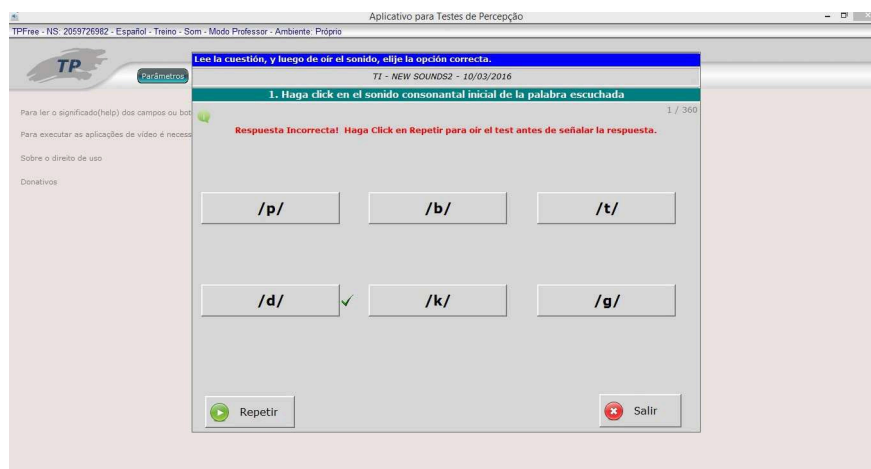 Aplicativo para Testes de Percepção
TPFree - NS: 2059726982 - Español - Treino - Som - Modo Professor - Ambiente: Próprio
TP
Parâmetros
Para ler o significado(help) dos campos ou bot
Para executar as aplicações de vídeo é necess
Sobre o direito de uso
Donativos
Lee la cuestión, y luego de oír el sonido, elije la opción correcta.
TI - NEW SOUNDS2 - 10/03/2016
1. Haga click en el sonido consonantal inicial de la palabra escuchada
1 / 360
Respuesta Incorrecta! Haga Click en Repetir para oír el test antes de señalar la respuesta.
/p/ /b/ /t/
/d/ /k/ /g/
Repetir Salir